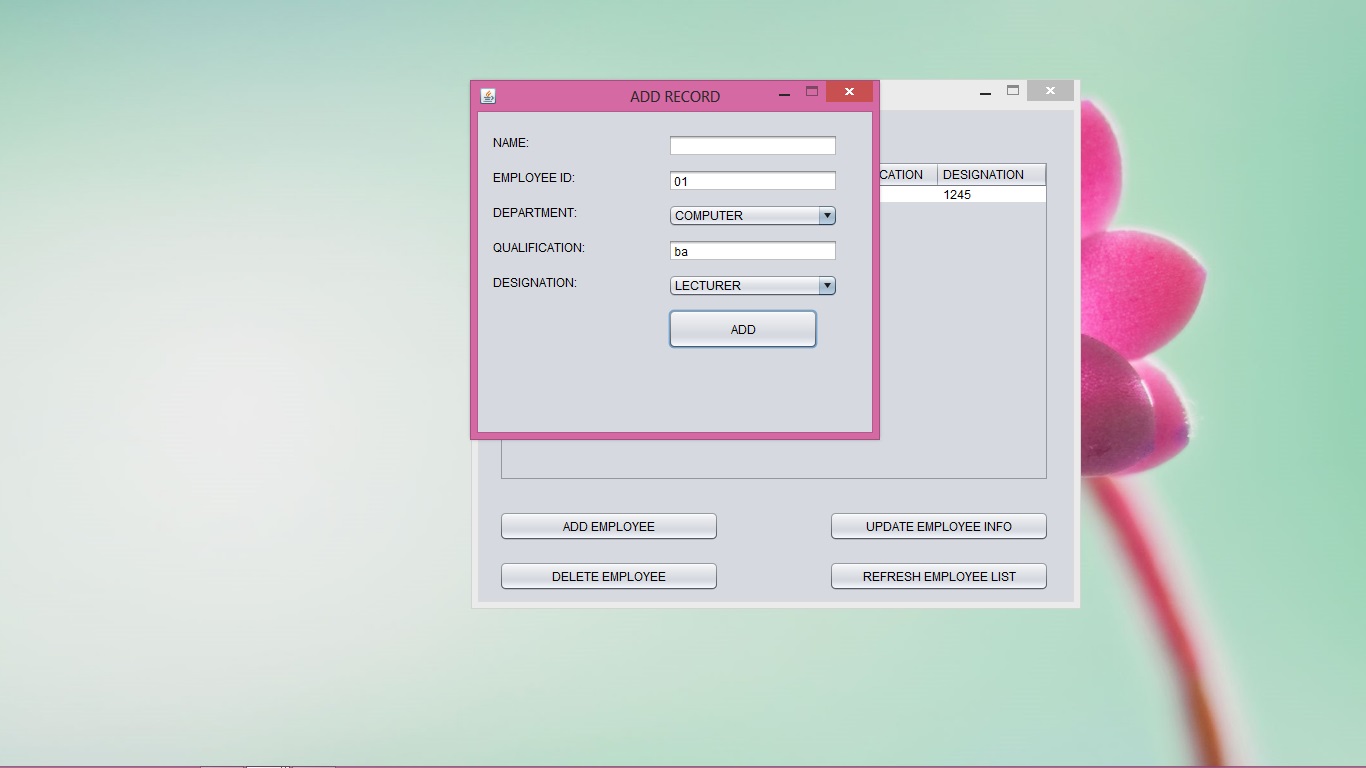 ADD RECORD
NAME:
EMPLOYEE ID: 01
DEPARTMENT: COMPUTER
QUALIFICATION: ba
DESIGNATION: LECTURER
ADD
CATION DESIGNATION
1245
ADD EMPLOYEE UPDATE EMPLOYEE INFO
DELETE EMPLOYEE REFRESH EMPLOYEE LIST